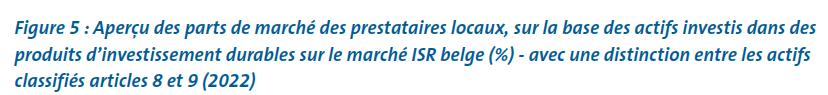 Figure 5 : Aperçu des parts de marché des prestataires locaux, sur la base des actifs investis dans des
produits d’investissement durables sur le marché ISR belge (%) - avec une distinction entre les actifs
classifiés articles 8 et 9 (2022)